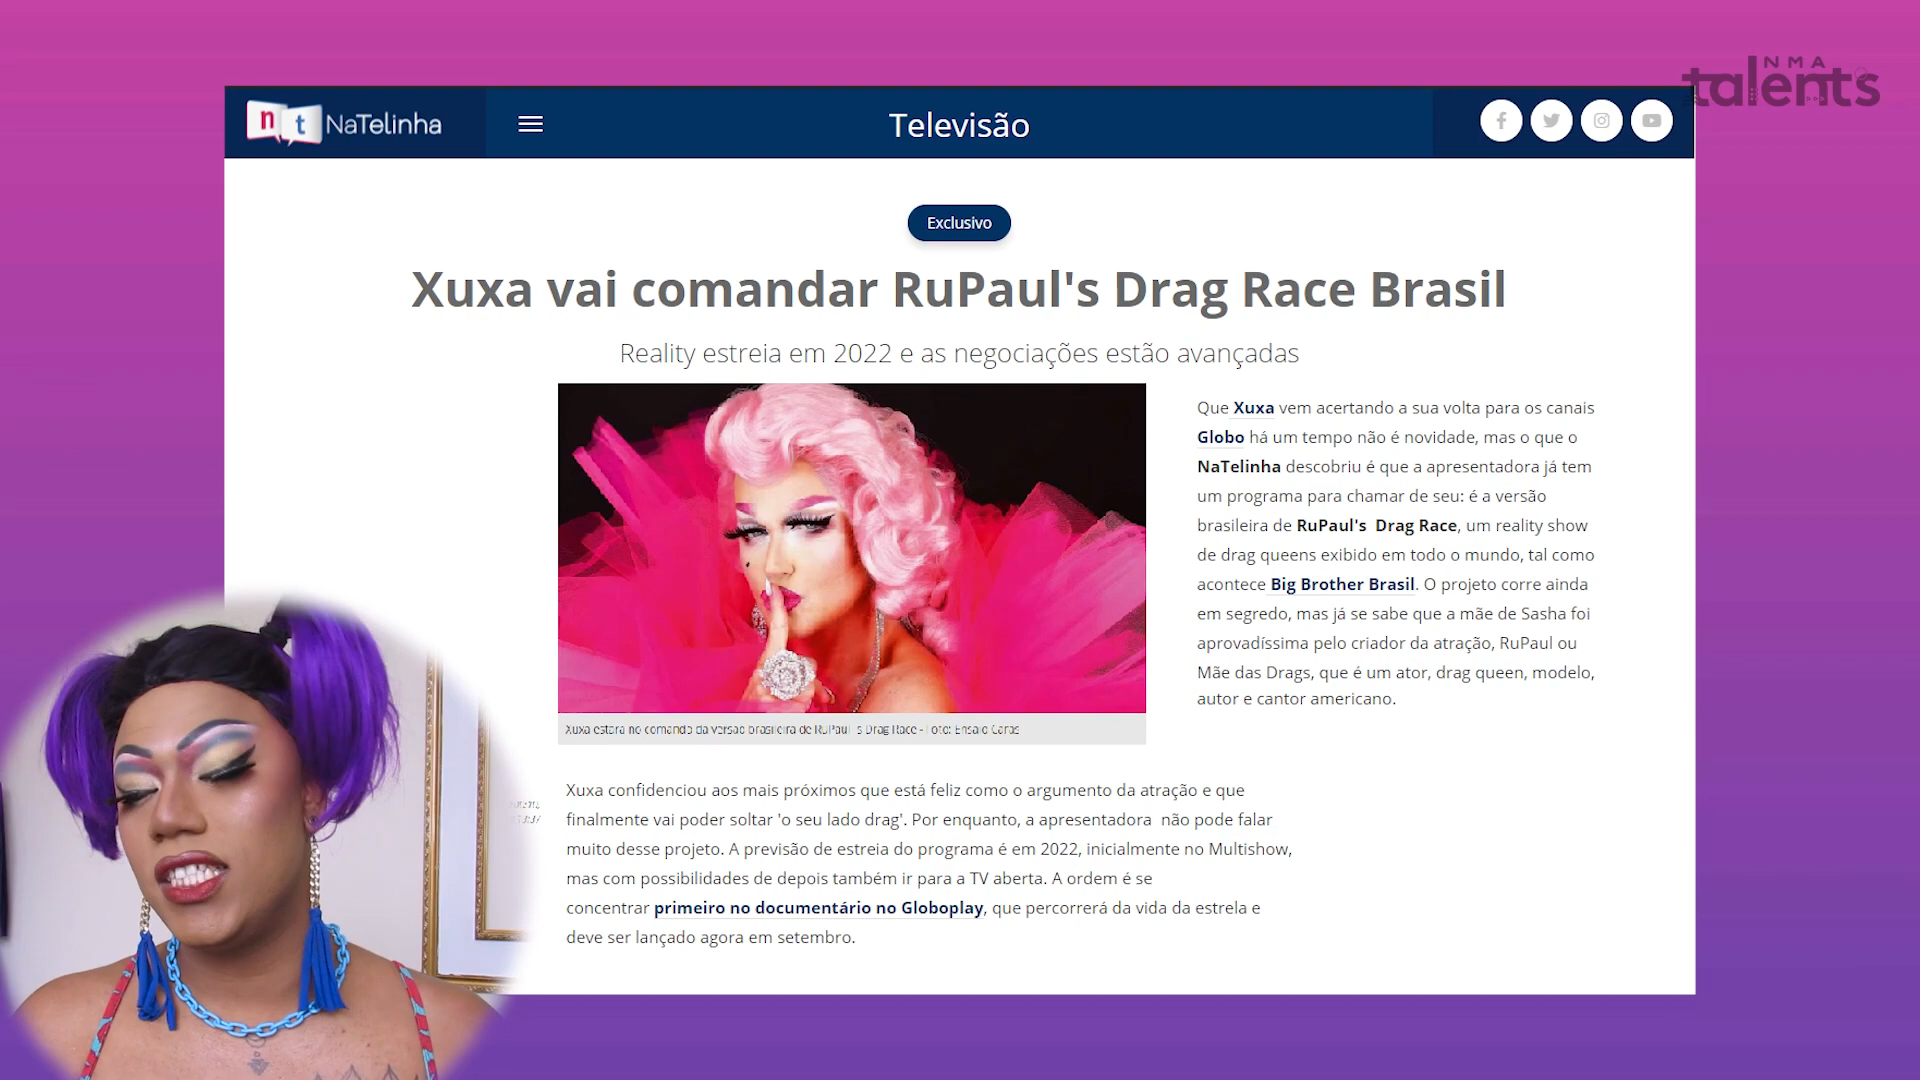 NMA
talents
nt NaTelinha
Televisão
Exclusivo
Xuxa vai comandar RuPaul's Drag Race Brasil
Reality estreia em 2022 e as negociações estão avançadas
Que Xuxa vem acertando a sua volta para os canais
Globo há um tempo não é novidade, mas o que o
NaTelinha descobriu é que a apresentadora já tem
um programa para chamar de seu: é a versão
brasileira de RuPaul's Drag Race, um reality show
de drag queens exibido em todo o mundo, tal como
acontece Big Brother Brasil. O projeto corre ainda
em segredo, mas já se sabe que a mãe de Sasha foi
aprovadíssima pelo criador da atração, RuPaul ou
Mãe das Drags, que é um ator, drag queen, modelo,
autor e cantor americano.
Xuxa estará no comando da versão brasileira de RuPaul´s Drag Race - Foto: Ensaio Caras
Xuxa confidenciou aos mais próximos que está feliz como o argumento da atração e que
finalmente vai poder soltar 'o seu lado drag'. Por enquanto, a apresentadora não pode falar
muito desse projeto. A previsão de estreia do programa é em 2022, inicialmente no Multishow,
mas com possibilidades de depois também ir para a TV aberta. A ordem é se
concentrar primeiro no documentário no Globoplay, que percorrerá da vida da estrela e
deve ser lançado agora em setembro.